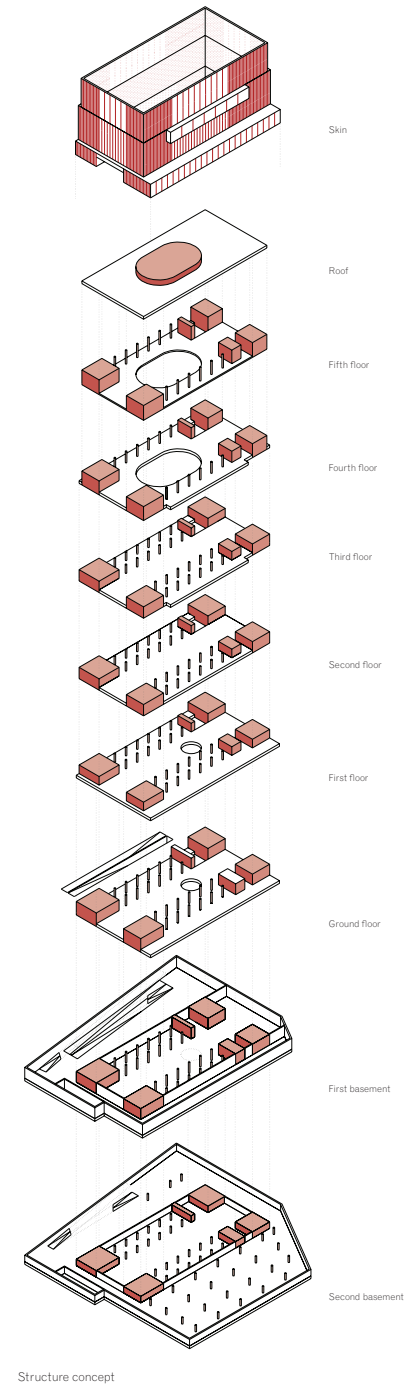 Skin
Roof
Fifth floor
Fourth floor
Third floor
Second floor
First floor
Ground floor
First basement
Second basement
Structure concept